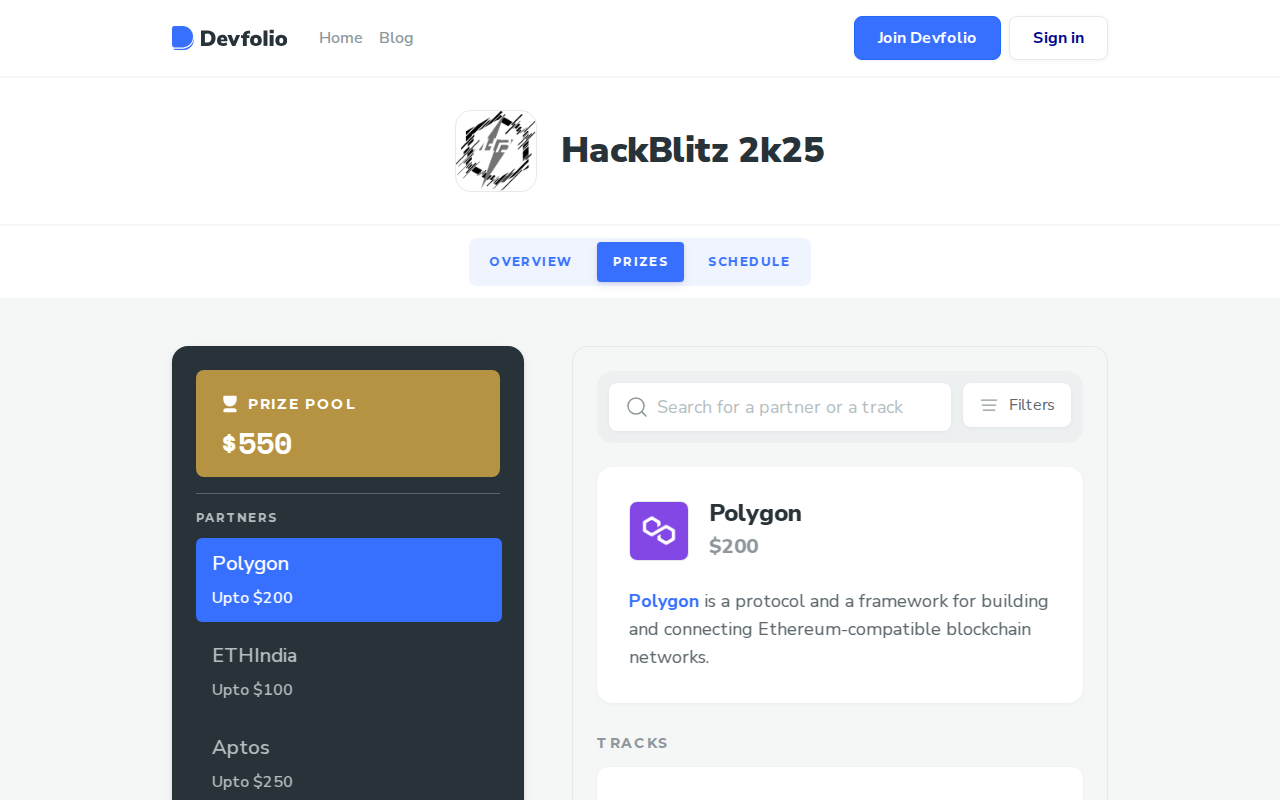 Devfolio
Home
Blog
Join Devfolio
Sign in
HackBlitz 2k25
OVERVIEW
PRIZES
SCHEDULE
PRIZE POOL
$550
PARTNERS
Polygon
Upto $200
ETHIndia
Upto $100
Aptos
Upto $250
Search for a partner or a track
Filters
Polygon
$200
Polygon is a protocol and a framework for building
and connecting Ethereum-compatible blockchain
networks.
TRACKS